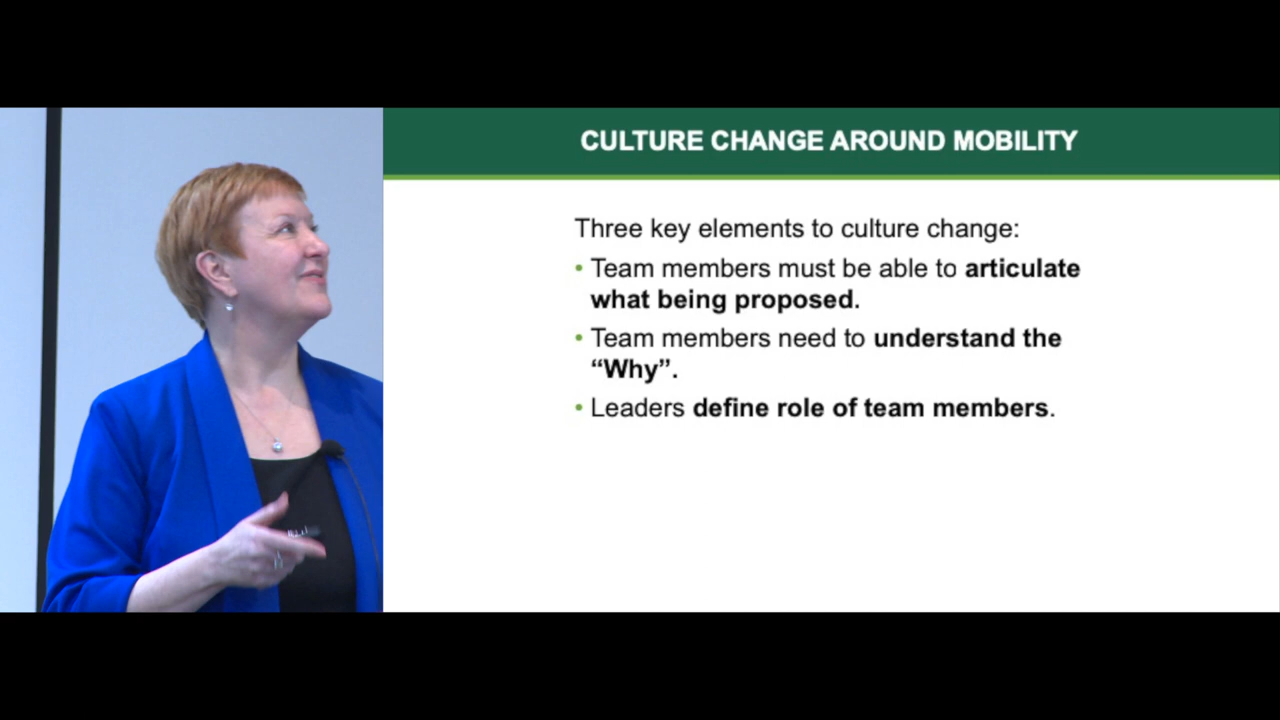 CULTURE CHANGE AROUND MOBILITY
Three key elements to culture change:
• Team members must be able to articulate
what being proposed.
• Team members need to understand the
“Why”.
• Leaders define role of team members.